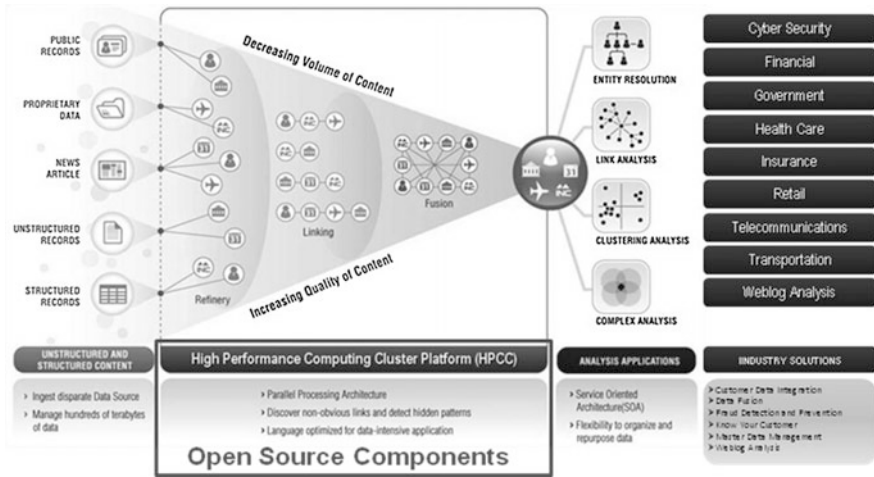 PUBLIC
RECORDS
PROPRIETARY
DATA
NEWS
ARTICLE
UNSTRUCTURED
RECORDS
STRUCTURED
RECORDS
Decreasing Volume of Content
Increasing Quality of Content
Refinery
Linking
Fusion
31
INC
ENTITY RESOLUTION
LINK ANALYSIS
CLUSTERING ANALYSIS
COMPLEX ANALYSIS
Cyber Security
Financial
Government
Health Care
Insurance
Retail
Telecommunications
Transportation
Weblog Analysis
UNSTRUCTURED AND
STRUCTURED CONTENT
Ingest disparate Data Source
Manage hundreds of terabytes
of data
High Performance Computing Cluster Platform (HPCC)
Parallel Processing Architecture
Discover non-obvious links and detect hidden patterns
Language optimized for data-intensive application
Open Source Components
ANALYSIS APPLICATIONS
Service Oriented
Architecture(SOA)
Flexibility to organize and
repurpose data
IINDUSTRY SOLUTIONS
Customer Data Integration
Data Fusion
Fraud Detection and Prevention
Know Your Customer
Master Data Management
Weblog Analysis